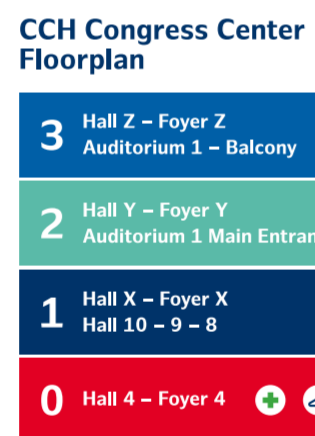 CCH Congress Center
Floorplan
3
Hall Z – Foyer Z
Auditorium 1 – Balcony
2
Hall Y – Foyer Y
Auditorium 1 Main
1
Hall X – Foyer X
Hall 10 – 9 – 8
0
Hall 4 – Foyer 4